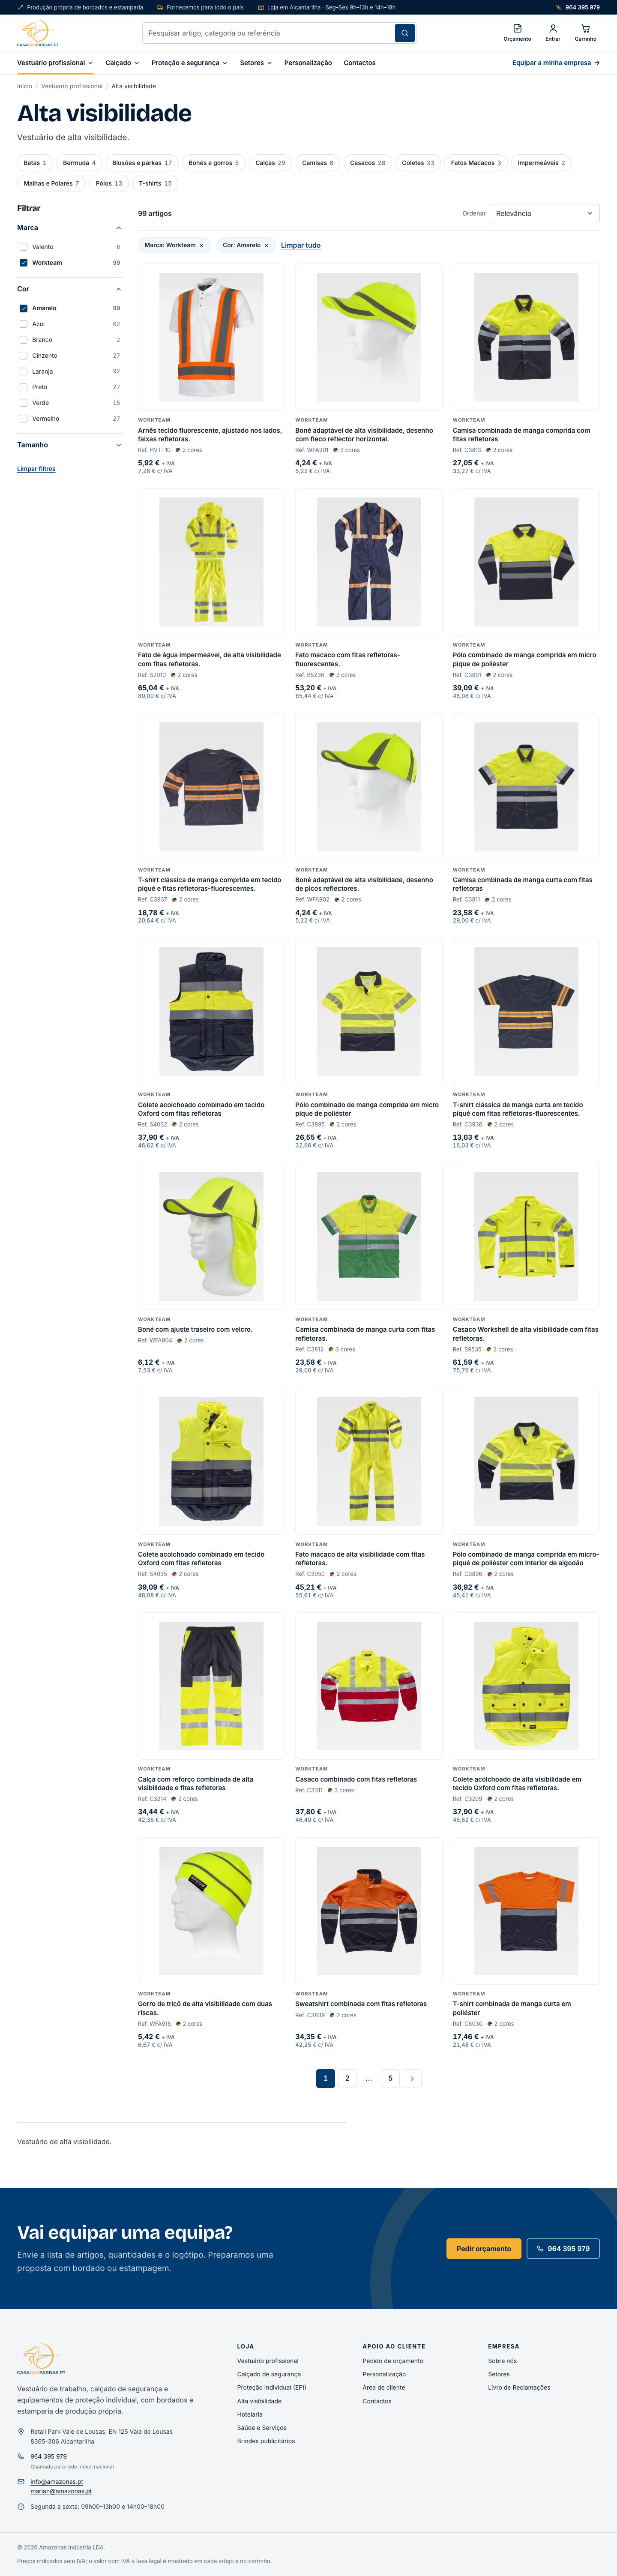 Produção própria de bordados e estamparia
Fornecemos para todo o país
Loja em Alcantarilha · Seg–Sex 9h–13h e 14h–18h
964 395 979
CASADASFARDAS.PT
Pesquisar artigo, categoria ou referência
Orçamento
Entrar
Carrinho
Vestuário profissional
Calçado
Proteção e segurança
Setores
Personalização
Contactos
Equipar a minha empresa →
Início / Vestuário profissional / Alta visibilidade
Alta visibilidade
Vestuário de alta visibilidade.
Batas 1
Bermuda 4
Blusões e parkas 17
Bonés e gorros 5
Calças 29
Camisas 8
Casacos 28
Coletes 33
Fatos Macacos 3
Impermeáveis 2
Malhas e Polares 7
Pólos 13
T-shirts 15
Filtrar
Marca
Valento 6
Workteam 99
Cor
Amarelo 99
Azul 62
Branco 2
Cinzento 27
Laranja 92
Preto 27
Verde 15
Vermelho 27
Tamanho
Limpar filtros
99 artigos
Ordenar
Relevância
Marca: Workteam ×
Cor: Amarelo ×
Limpar tudo
WORKTEAM
Arnês tecido fluorescente, ajustado nos lados, faixas refletoras.
Ref. HVTT10 2 cores
5,92 € + IVA
7,28 € c/ IVA
WORKTEAM
Boné adaptável de alta visibilidade, desenho com fleco reflector horizontal.
Ref. WFA901 2 cores
4,24 € + IVA
5,22 € c/ IVA
WORKTEAM
Camisa combinada de manga comprida com fitas refletoras
Ref. C3813 2 cores
27,05 € + IVA
33,27 € c/ IVA
WORKTEAM
Fato de água impermeável, de alta visibilidade com fitas refletoras.
Ref. S2010 2 cores
65,04 € + IVA
80,00 € c/ IVA
WORKTEAM
Fato macaco com fitas refletoras-fluorescentes.
Ref. B5236 2 cores
53,20 € + IVA
65,44 € c/ IVA
WORKTEAM
Pólo combinado de manga comprida em micro pique de poliéster
Ref. C3891 2 cores
39,09 € + IVA
48,08 € c/ IVA
WORKTEAM
T-shirt clássica de manga comprida em tecido piqué e fitas refletoras-fluorescentes.
Ref. C3937 2 cores
16,78 € + IVA
20,64 € c/ IVA
WORKTEAM
Boné adaptável de alta visibilidade, desenho de picos reflectores.
Ref. WFA902 2 cores
4,24 € + IVA
5,22 € c/ IVA
WORKTEAM
Camisa combinada de manga curta com fitas refletoras
Ref. C3811 2 cores
23,58 € + IVA
29,00 € c/ IVA
WORKTEAM
Colete acolchoado combinado em tecido Oxford com fitas refletoras
Ref. S4032 2 cores
37,90 € + IVA
46,62 € c/ IVA
WORKTEAM
Pólo combinado de manga comprida em micro pique de poliéster
Ref. C3895 2 cores
26,55 € + IVA
32,66 € c/ IVA
WORKTEAM
T-shirt clássica de manga curta em tecido piqué com fitas refletoras-fluorescentes.
Ref. C3936 2 cores
13,03 € + IVA
16,03 € c/ IVA
WORKTEAM
Boné com ajuste traseiro com velcro.
Ref. WFA904 2 cores
6,12 € + IVA
7,53 € c/ IVA
WORKTEAM
Camisa combinada de manga curta com fitas refletoras.
Ref. C3812 3 cores
23,58 € + IVA
29,00 € c/ IVA
WORKTEAM
Casaco Workshell de alta visibilidade com fitas refletoras.
Ref. S9535 2 cores
61,59 € + IVA
75,76 € c/ IVA
WORKTEAM
Colete acolchoado combinado em tecido Oxford com fitas refletoras
Ref. S4035 2 cores
39,09 € + IVA
48,08 € c/ IVA
WORKTEAM
Fato macaco de alta visibilidade com fitas refletoras.
Ref. C3950 2 cores
45,21 € + IVA
55,61 € c/ IVA
WORKTEAM
Pólo combinado de manga comprida em micro-piqué de poliéster com interior de algodão
Ref. C3896 2 cores
36,92 € + IVA
45,41 € c/ IVA
WORKTEAM
Calça com reforço combinada de alta visibilidade e fitas refletoras
Ref. C3214 2 cores
34,44 € + IVA
42,36 € c/ IVA
WORKTEAM
Casaco combinado com fitas refletoras
Ref. C3311 3 cores
37,80 € + IVA
46,49 € c/ IVA
WORKTEAM
Colete acolchoado de alta visibilidade em tecido Oxford com fitas refletoras.
Ref. C3209 2 cores
37,90 € + IVA
46,62 € c/ IVA
WORKTEAM
Gorro de tricô de alta visibilidade com duas riscas.
Ref. WFA916 2 cores
5,42 € + IVA
6,67 € c/ IVA
WORKTEAM
Sweatshirt combinada com fitas refletoras
Ref. C3839 2 cores
34,35 € + IVA
42,25 € c/ IVA
WORKTEAM
T-shirt combinada de manga curta em poliéster
Ref. C6030 2 cores
17,46 € + IVA
21,48 € c/ IVA
1 2 … 5
Vestuário de alta visibilidade.
Vai equipar uma equipa?
Envie a lista de artigos, quantidades e o logótipo. Preparamos uma
proposta com bordado ou estampagem.
Pedir orçamento
964 395 979
CASADASFARDAS.PT
Vestuário de trabalho, calçado de segurança e
equipamentos de proteção individual, com bordados e
estamparia de produção própria.
Retail Park Vale de Lousas, EN 125 Vale de Lousas
8365-306 Alcantarilha
964 395 979
Chamada para rede móvel nacional
info@amazonas.pt
marian@amazonas.pt
Segunda a sexta: 09h00–13h00 e 14h00–18h00
LOJA
Vestuário profissional
Calçado de segurança
Proteção individual (EPI)
Alta visibilidade
Hotelaria
Saúde e Serviços
Brindes publicitários
APOIO AO CLIENTE
Pedido de orçamento
Personalização
Área de cliente
Contactos
EMPRESA
Sobre nós
Setores
Livro de Reclamações
© 2026 Amazonas Indústria LDA.
Preços indicados sem IVA; o valor com IVA à taxa legal é mostrado em cada artigo e no carrinho.